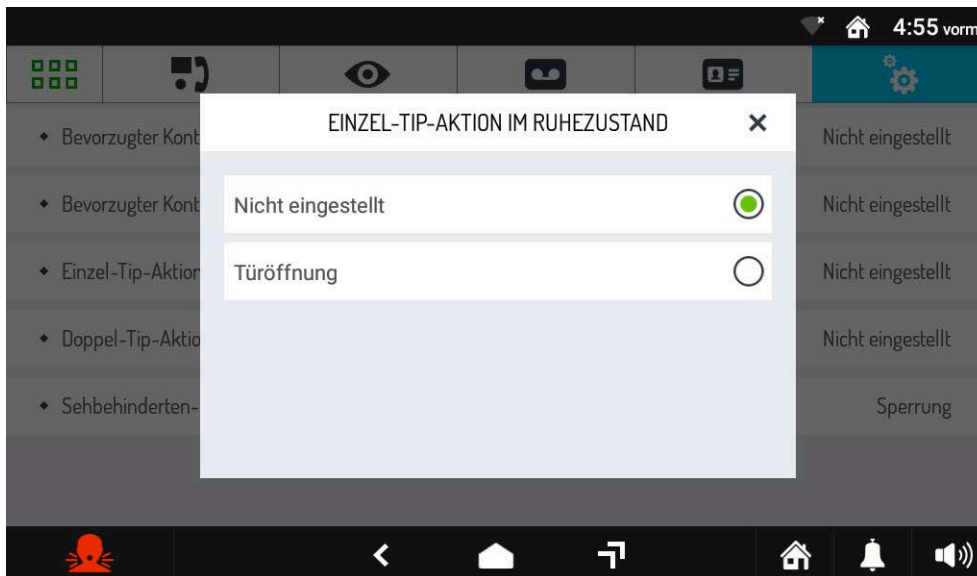 4:55 vorm
EINZEL-TIP-AKTION IM RUHEZUSTAND
Bevorzugter Kont
Nicht eingestellt
Nicht eingestellt
Bevorzugter Kont
Nicht eingestellt
Einzel-Tip-Aktion
Türöffnung
Nicht eingestellt
Doppel-Tip-Aktio
Nicht eingestellt
Sehbehinderten-
Sperrung